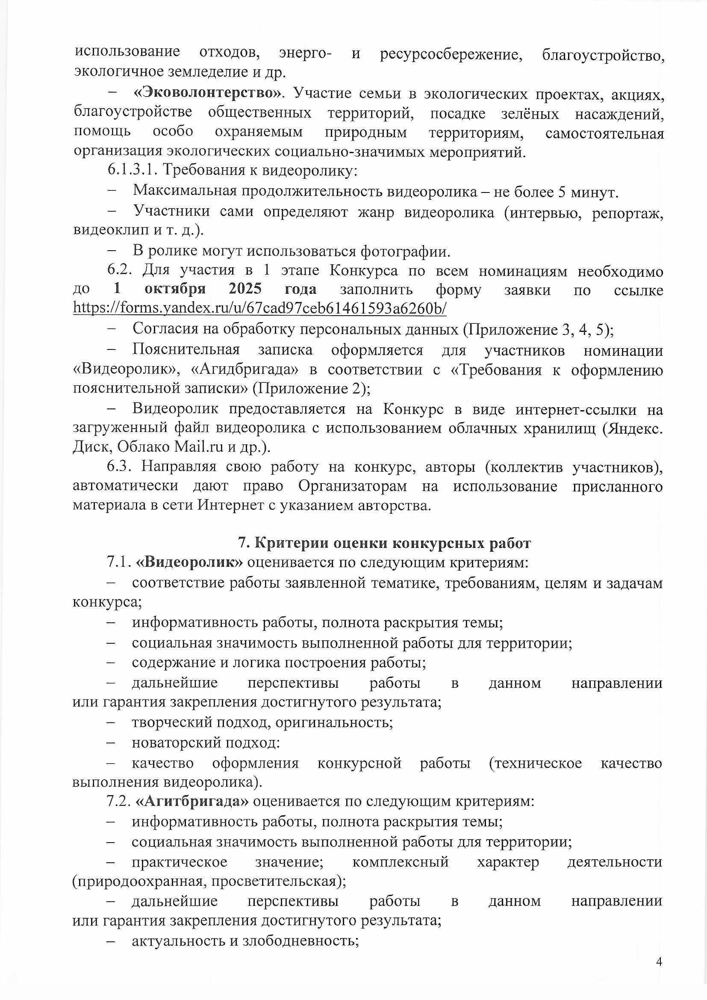 использование отходов, энерго- и ресурсосбережение, благоустройство,
экологичное земледелие и др.
– «Эковолонтерство». Участие семьи в экологических проектах, акциях,
благоустройстве общественных территорий, посадке зелёных насаждений,
помощь особо охраняемым природным территориям, самостоятельная
организация экологических социально-значимых мероприятий.
6.1.3.1. Требования к видеоролику:
– Максимальная продолжительность видеоролика – не более 5 минут.
– Участники сами определяют жанр видеоролика (интервью, репортаж,
видеоклип и т. д.).
– В ролике могут использоваться фотографии.
6.2. Для участия в 1 этапе Конкурса по всем номинациям необходимо
до 1 октября 2025 года заполнить форму заявки по ссылке
https://forms.yandex.ru/u/67cad97ceb61461593a6260b/
– Согласия на обработку персональных данных (Приложение 3, 4, 5);
– Пояснительная записка оформляется для участников номинации
«Видеоролик», «Агидбригада» в соответствии с «Требования к оформлению
пояснительной записки» (Приложение 2);
– Видеоролик предоставляется на Конкурс в виде интернет-ссылки на
загруженный файл видеоролика с использованием облачных хранилищ (Яндекс.
Диск, Облако Mail.ru и др.).
6.3. Направляя свою работу на конкурс, авторы (коллектив участников),
автоматически дают право Организаторам на использование присланного
материала в сети Интернет с указанием авторства.
7. Критерии оценки конкурсных работ
7.1. «Видеоролик» оценивается по следующим критериям:
– соответствие работы заявленной тематике, требованиям, целям и задачам
конкурса;
– информативность работы, полнота раскрытия темы;
– социальная значимость выполненной работы для территории;
– содержание и логика построения работы;
– дальнейшие перспективы работы в данном направлении
или гарантия закрепления достигнутого результата;
– творческий подход, оригинальность;
– новаторский подход:
– качество оформления конкурсной работы (техническое качество
выполнения видеоролика).
7.2. «Агитбригада» оценивается по следующим критериям:
– информативность работы, полнота раскрытия темы;
– социальная значимость выполненной работы для территории;
– практическое значение; комплексный характер деятельности
(природоохранная, просветительская);
– дальнейшие перспективы работы в данном направлении
или гарантия закрепления достигнутого результата;
– актуальность и злободневность;
4